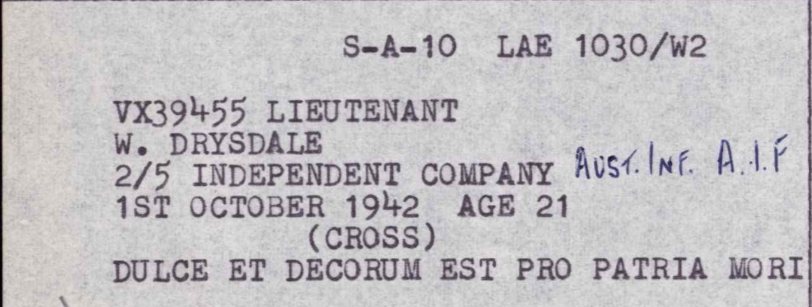 S-A-10 LAE 1030/W2
VX39455 LIEUTENANT
W. DRYSDALE
2/5 INDEPENDENT COMPANY AUST. INF. A.I.F
1ST OCTOBER 1942 AGE 21
(CROSS)
DULCE ET DECORUM EST PRO PATRIA MORI